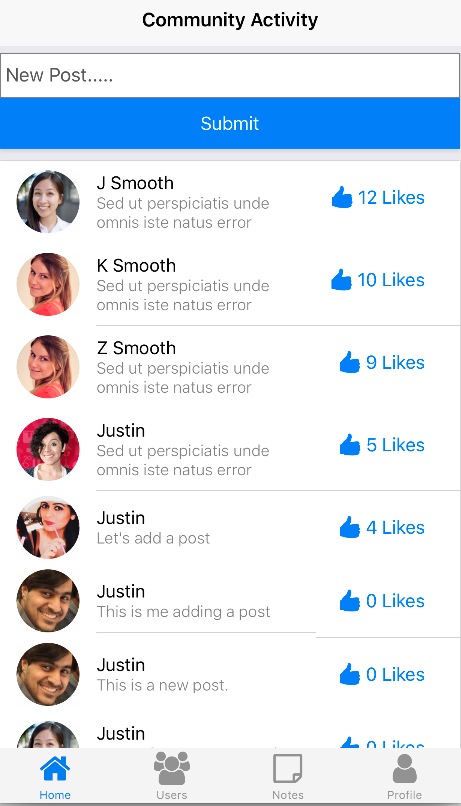 Community Activity
New Post.....
Submit
J Smooth
Sed ut perspiciatis unde
omnis iste natus error
12 Likes
K Smooth
Sed ut perspiciatis unde
omnis iste natus error
10 Likes
Z Smooth
Sed ut perspiciatis unde
omnis iste natus error
9 Likes
Justin
Sed ut perspiciatis unde
omnis iste natus error
5 Likes
Justin
Let's add a post
4 Likes
Justin
This is me adding a post
0 Likes
Justin
This is a new post.
0 Likes
Justin
0 Likes
Home
Users
Notes
Profile